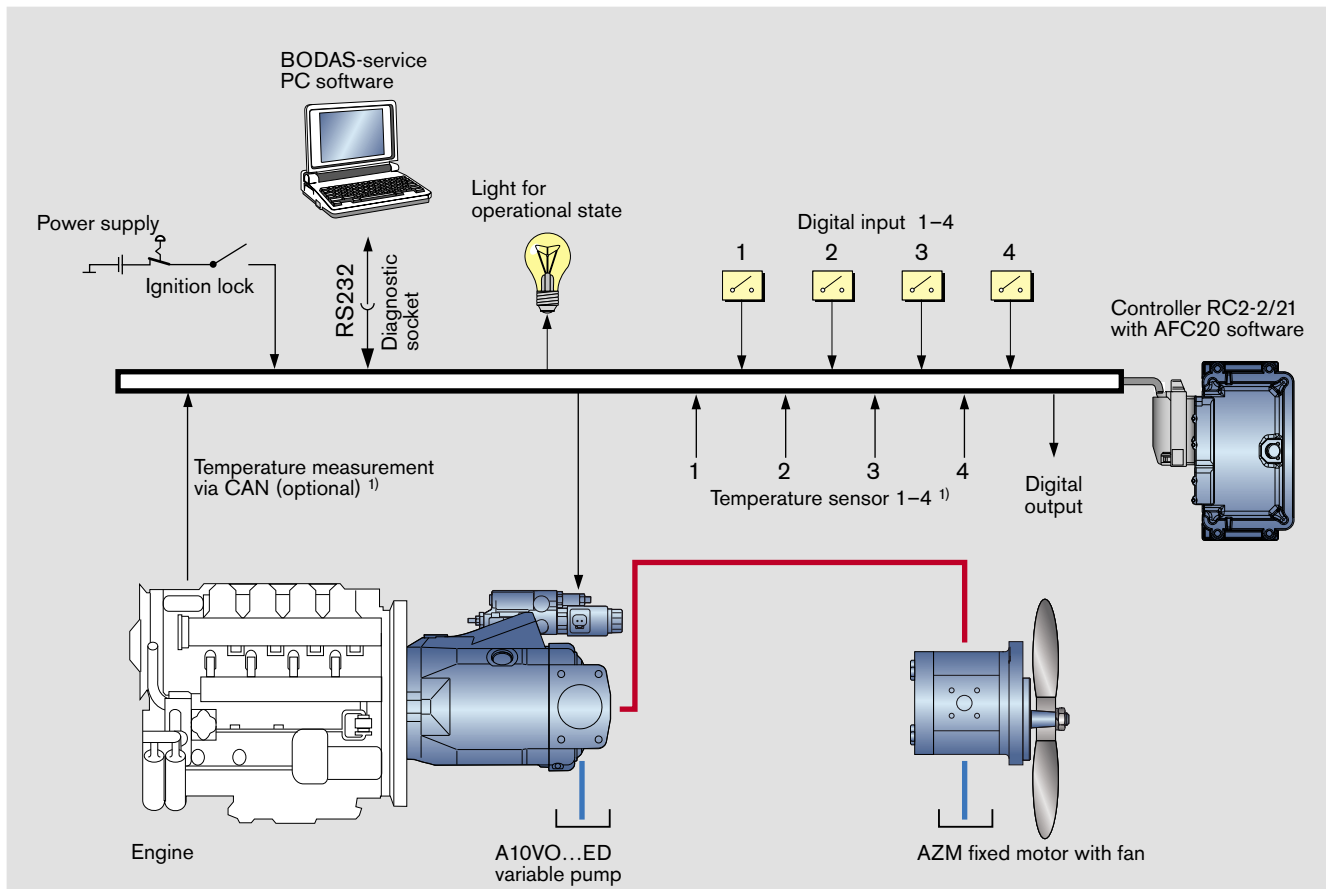 BODAS-service
PC software
Power supply
Ignition lock
RS232
Diagnostic
socket
Light for
operational state
Digital input 1–4
1 2 3 4
Controller RC2-2/21
with AFC20 software
Temperature measurement
via CAN (optional) 1)
1 2 3 4
Temperature sensor 1–4 1)
Digital
output
Engine
A10VO...ED
variable pump
AZM fixed motor with fan